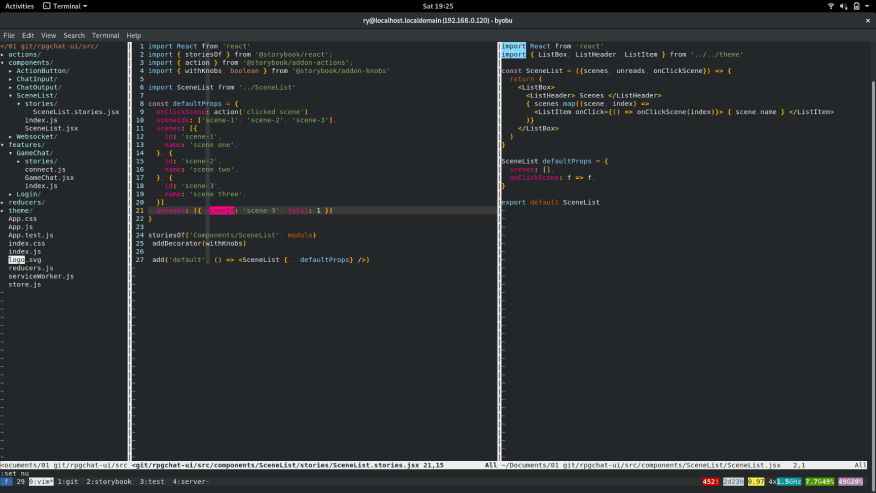 Activities Terminal Sat 19:25
ry@localhost.localdomain (192.168.0.120) - byobu
File Edit View Search Terminal Help
</01 git/rpgchat-ui/src/
▸ actions/
▾ components/
▸ ActionButton/
▸ ChatInput/
▸ ChatOutput/
▾ SceneList/
▾ stories/
SceneList.stories.jsx
index.js
SceneList.jsx
▸ Websocket/
▾ features/
▾ GameChat/
▸ stories/
connect.js
GameChat.jsx
index.js
▸ Login/
▸ reducers/
▸ theme/
App.css
App.js
App.test.js
index.css
index.js
logo.svg
reducers.js
serviceWorker.js
store.js
<ocuments/01 git/rpgchat-ui/src
1 import React from 'react'
2 import { storiesOf } from '@storybook/react';
3 import { action } from '@storybook/addon-actions';
4 import { withKnobs, boolean } from '@storybook/addon-knobs'
5
6 import SceneList from '../SceneList'
7
8 const defaultProps = {
9 onClickScene: action('clicked scene'),
10 sceneIds: ['scene-1', 'scene-2', 'scene-3'],
11 scenes: [{
12 id: 'scene-1',
13 name: 'scene one',
14 }, {
15 id: 'scene-2',
16 name: 'scene two',
17 }, {
18 id: 'scene-3',
19 name: 'scene three',
20 }],
21 unreads: [{ : 'scene-3', total: 1 }]
22 }
23
24 storiesOf('Components/SceneList', module)
25 .addDecorator(withKnobs)
26
27 .add('default', () => <SceneList {...defaultProps} />)
<git/rpgchat-ui/src/components/SceneList/stories/SceneList.stories.jsx 21,15 All
import React from 'react'
import { ListBox, ListHeader, ListItem } from '../../theme'
const SceneList = ({scenes, unreads, onClickScene}) => {
return (
<ListBox>
<ListHeader> Scenes </ListHeader>
{ scenes.map((scene, index) =>
<ListItem onClick={() => onClickScene(index)}> { scene.name } </ListItem>
)}
</ListBox>
)
}
SceneList.defaultProps = {
scenes: [],
onClickScene: f => f,
}
export default SceneList
~/Documents/01 git/rpgchat-ui/src/components/SceneList/SceneList.jsx 2,1 All
:set nu
f 29 0:vim* 1:git 2:storybook 3:test 4:server- 452! 2d23h 0.97 4x1.5GHz 7.7G49% 49G20%